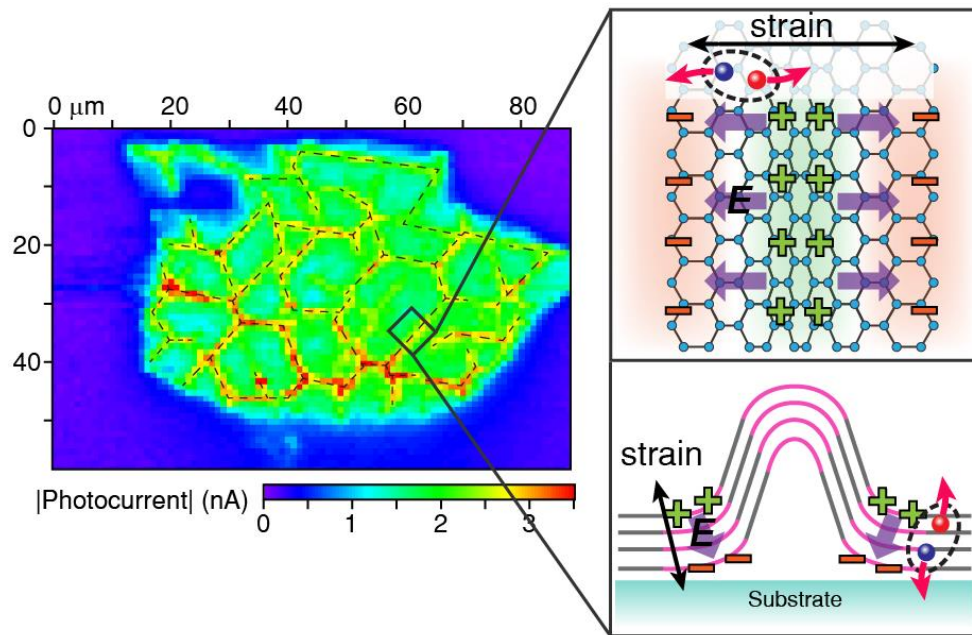 0 μm 20 40 60 80
0
20
40
|Photocurrent| (nA)
0 1 2 3
strain
+ +
− −
E
+ +
− −
+ +
− −
+ +
− −
strain
+ + + +
E
− − − −
Substrate